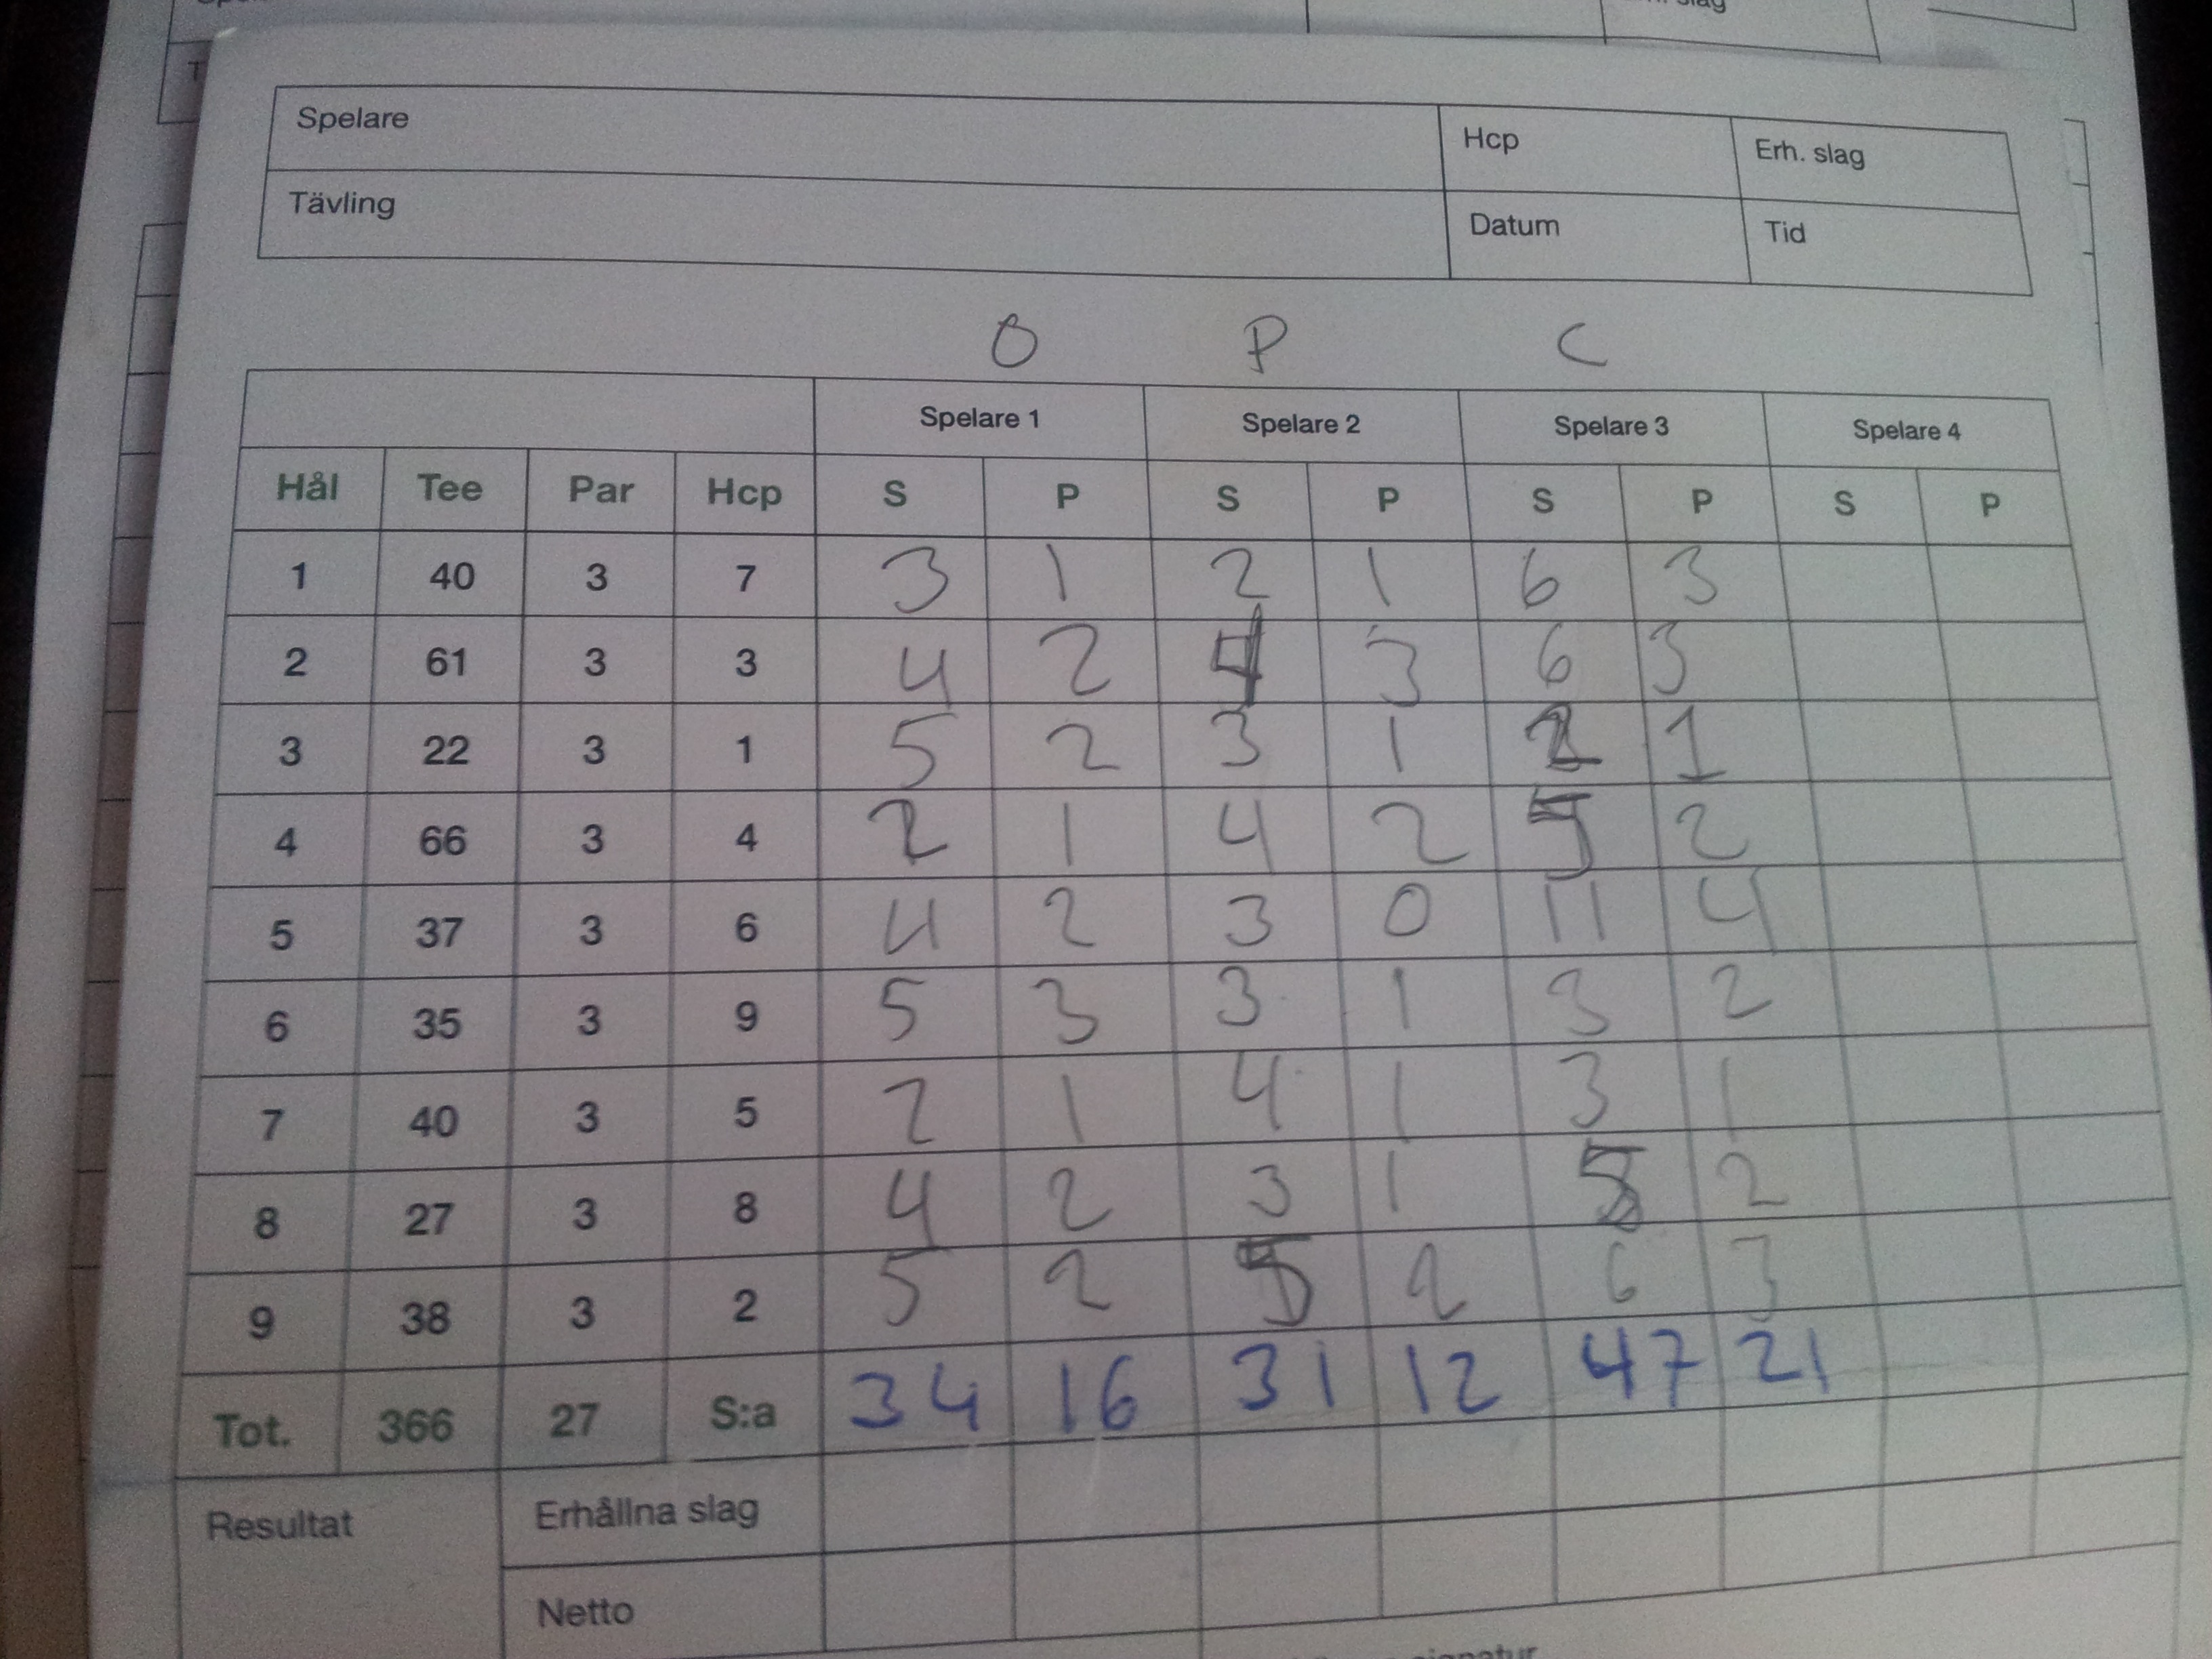 Spelare Hcp Erh. slag
Tävling Datum Tid
O P C
Spelare 1 Spelare 2 Spelare 3 Spelare 4
Hål Tee Par Hcp S P S P S P S P
1 40 3 7 3 1 2 1 6 3
2 61 3 3 4 2 4 3 6 3
3 22 3 1 5 2 3 1 2 1
4 66 3 4 2 1 4 2 5 2
5 37 3 6 4 2 3 0 11 4
6 35 3 9 5 3 3 1 3 2
7 40 3 5 2 1 4 1 3 1
8 27 3 8 4 2 3 1 5 2
9 38 3 2 5 2 5 2 6 3
Tot. 366 27 S:a 34 16 31 12 47 21
Resultat Erhållna slag
Netto